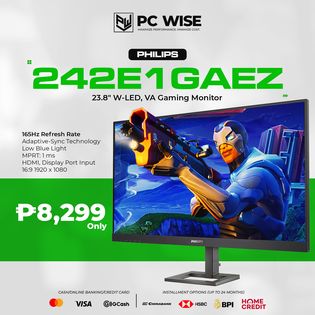 PC WISE
MAXIMIZE PERFORMANCE. MINIMIZE COST.
PHILIPS
242E1GAEZ
23.8" W-LED, VA Gaming Monitor
165Hz Refresh Rate
Adaptive-Sync Technology
Low Blue Light
MPRT: 1 ms
HDMI, Display Port Input
16:9 1920 x 1080
₱8,299
Only
PHILIPS
CASH/ONLINE BANKING/CREDIT CARD
INSTALLMENT OPTIONS (UP TO 24 MONTHS)
VISA
GCash
CHINABANK
HSBC
BPI
HOME CREDIT